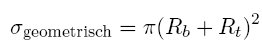 σ_geometrisch = π(R_b + R_t)²